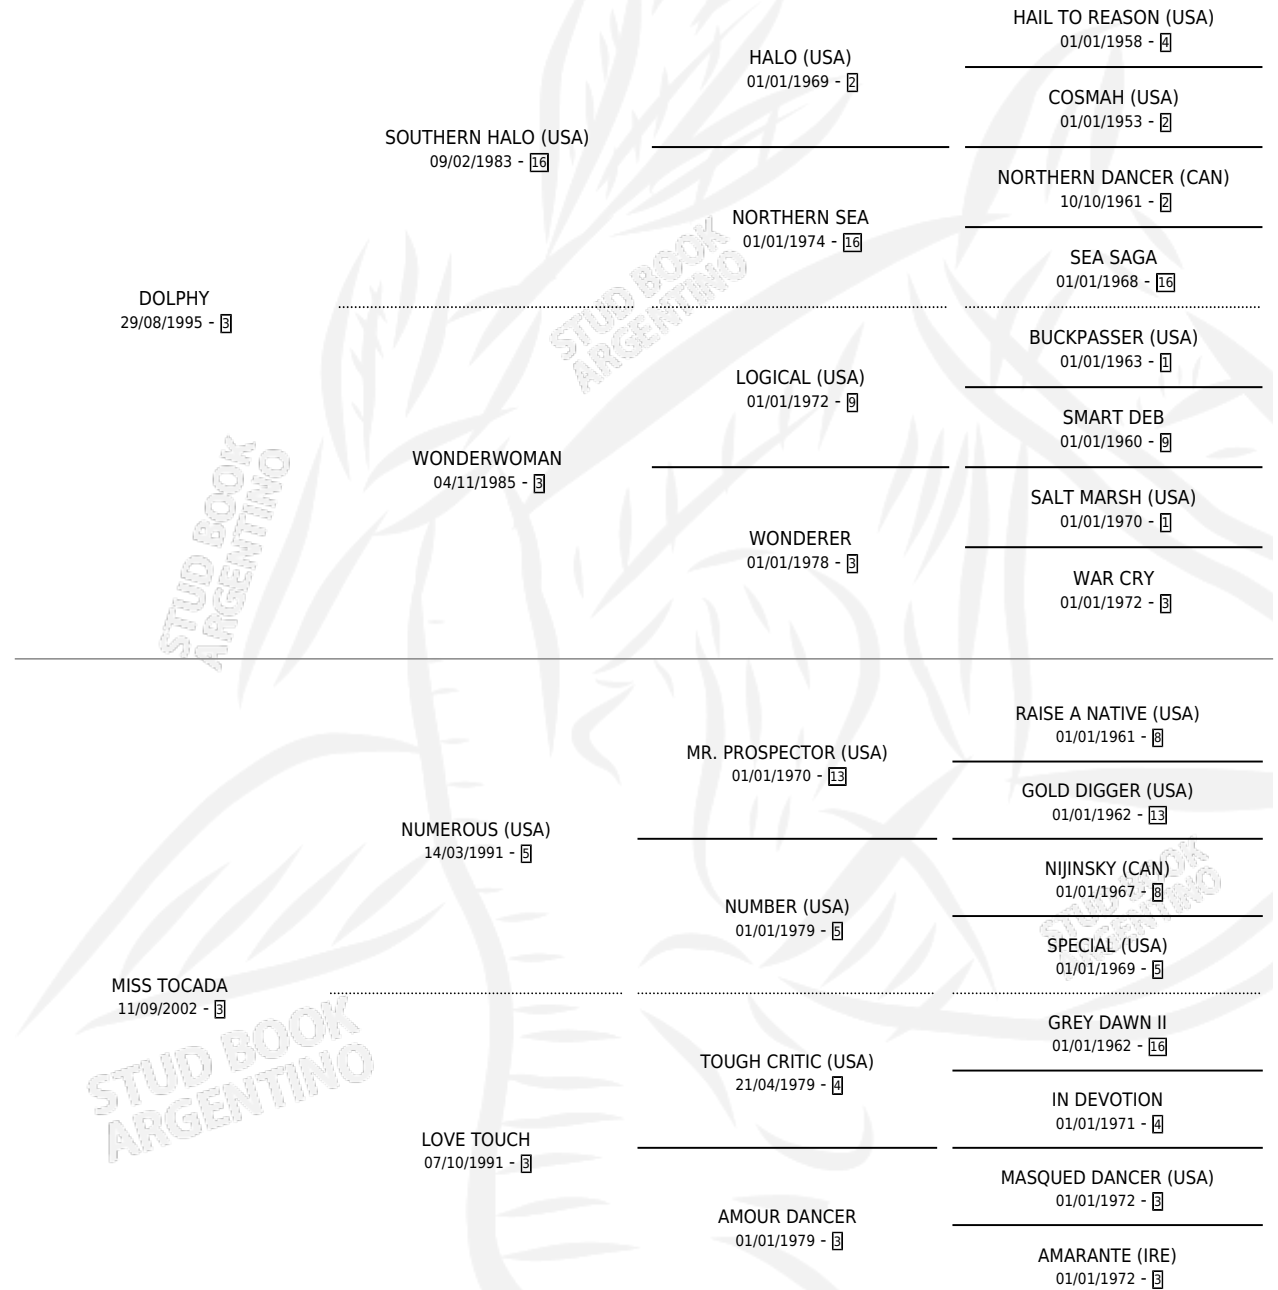 HAIL TO REASON (USA)
01/01/1958 - 4
HALO (USA)
01/01/1969 - 2
COSMAH (USA)
01/01/1953 - 2
SOUTHERN HALO (USA)
09/02/1983 - 16
NORTHERN DANCER (CAN)
10/10/1961 - 2
NORTHERN SEA
01/01/1974 - 16
SEA SAGA
01/01/1968 - 16
DOLPHY
29/08/1995 - 3
STUD BOOK
ARGENTINO
BUCKPASSER (USA)
01/01/1963 - 1
LOGICAL (USA)
01/01/1972 - 9
SMART DEB
01/01/1960 - 9
WONDERWOMAN
04/11/1985 - 3
SALT MARSH (USA)
01/01/1970 - 1
WONDERER
01/01/1978 - 3
WAR CRY
01/01/1972 - 3
STUD BOOK
ARGENTINO
RAISE A NATIVE (USA)
01/01/1961 - 8
MR. PROSPECTOR (USA)
01/01/1970 - 13
GOLD DIGGER (USA)
01/01/1962 - 13
NUMEROUS (USA)
14/03/1991 - 5
NIJINSKY (CAN)
01/01/1967 - 8
NUMBER (USA)
01/01/1979 - 5
SPECIAL (USA)
01/01/1969 - 5
STUD BOOK
ARGENTINO
MISS TOCADA
11/09/2002 - 3
STUD BOOK
ARGENTINO
GREY DAWN II
01/01/1962 - 16
TOUGH CRITIC (USA)
21/04/1979 - 4
IN DEVOTION
01/01/1971 - 4
LOVE TOUCH
07/10/1991 - 3
MASQUED DANCER (USA)
01/01/1972 - 3
AMOUR DANCER
01/01/1979 - 3
AMARANTE (IRE)
01/01/1972 - 3